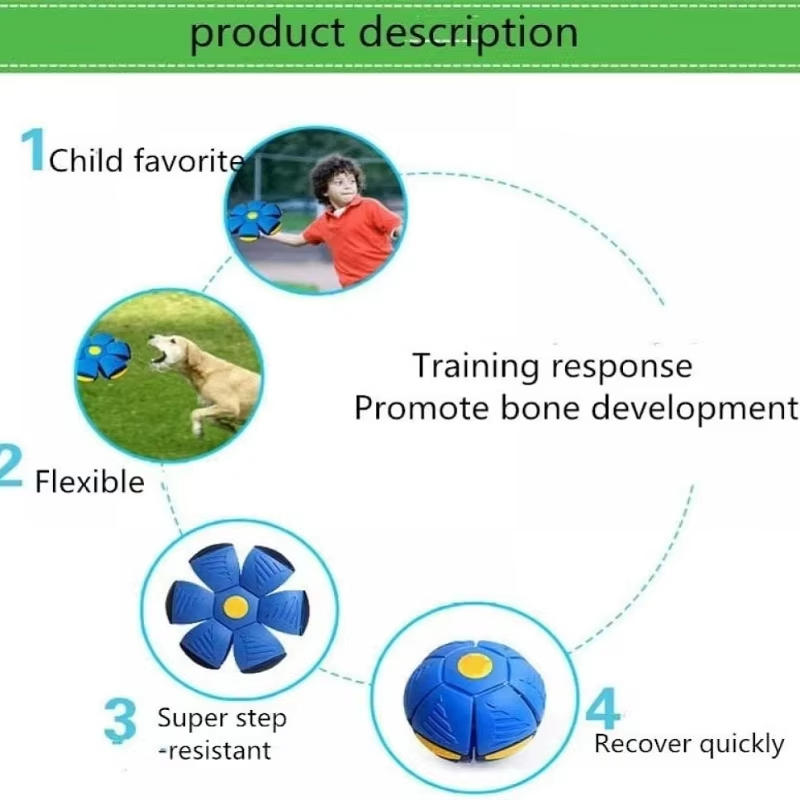 product description
1
Child favorite
Training response
Promote bone development
2
Flexible
3
Super step
-resistant
4
Recover quickly